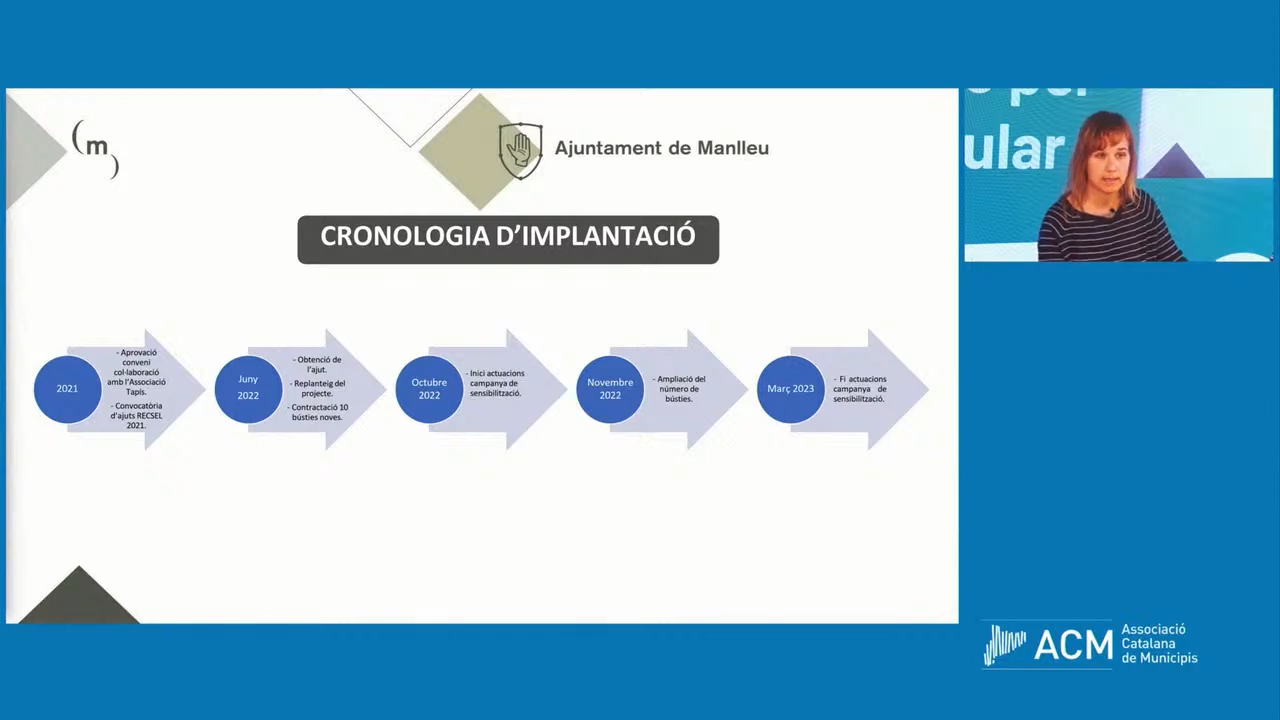 (m)
Ajuntament de Manlleu
CRONOLOGIA D’IMPLANTACIÓ
2021
- Aprovació
conveni
col·laboració
amb l'Associació
Tapís.
- Convocatòria
d'ajuts RECSEL
2021.
Juny
2022
- Obtenció de
l'ajut.
- Replanteig del
projecte.
- Contractació 10
bústies noves.
Octubre
2022
- Inici actuacions
campanya de
sensibilització.
Novembre
2022
- Ampliació del
número de
bústies.
Març 2023
- Fi actuacions
campanya de
sensibilització.
ular
ACM
Associació
Catalana
de Municipis